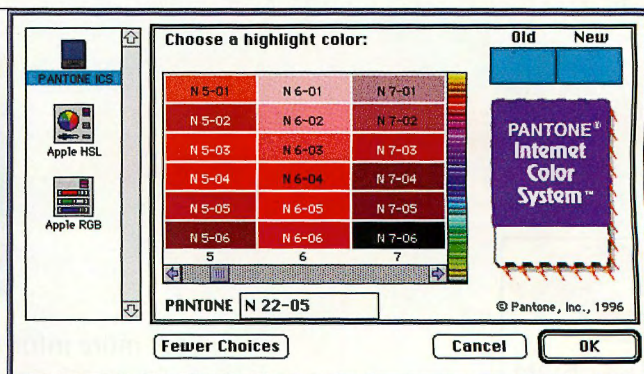 Choose a highlight color:
Old New
PANTONE ICS
Apple HSL
Apple RGB
N 5-01 N 6-01 N 7-01
N 5-02 N 6-02 N 7-02
N 5-03 N 6-03 N 7-03
N 5-04 N 6-04 N 7-04
N 5-05 N 6-05 N 7-05
N 5-06 N 6-06 N 7-06
5 6 7
PANTONE N 22-05
PANTONE®
Internet
Color
System™
© Pantone, Inc., 1996
Fewer Choices
Cancel
OK